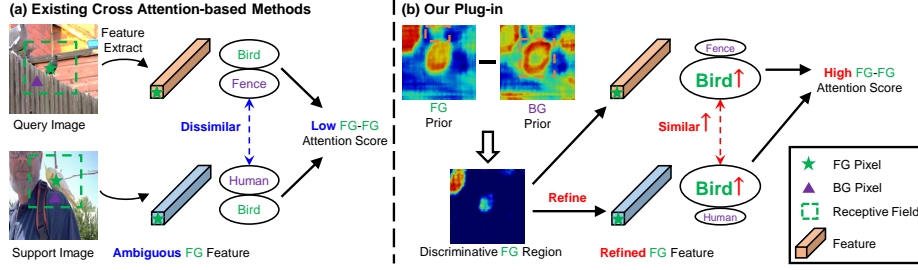 (a) Existing Cross Attention-based Methods
Feature
Extract
Bird
Fence
Query Image
Dissimilar
Low FG-FG
Attention Score
Human
Bird
Support Image
Ambiguous FG Feature
(b) Our Plug-in
FG
Prior
BG
Prior
Fence
Bird↑
High FG-FG
Attention Score
Similar↑
Refine
Bird↑
Human
Discriminative FG Region
Refined FG Feature
FG Pixel
BG Pixel
Receptive Field
Feature